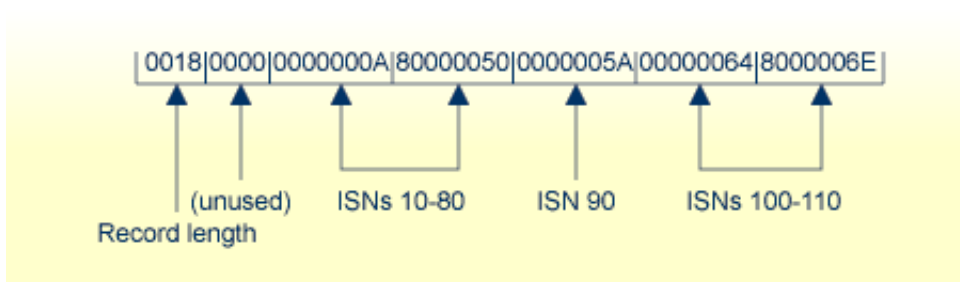 0018|0000|0000000A|80000050|0000005A|00000064|8000006E
(unused) ISNs 10-80 ISN 90 ISNs 100-110
Record length